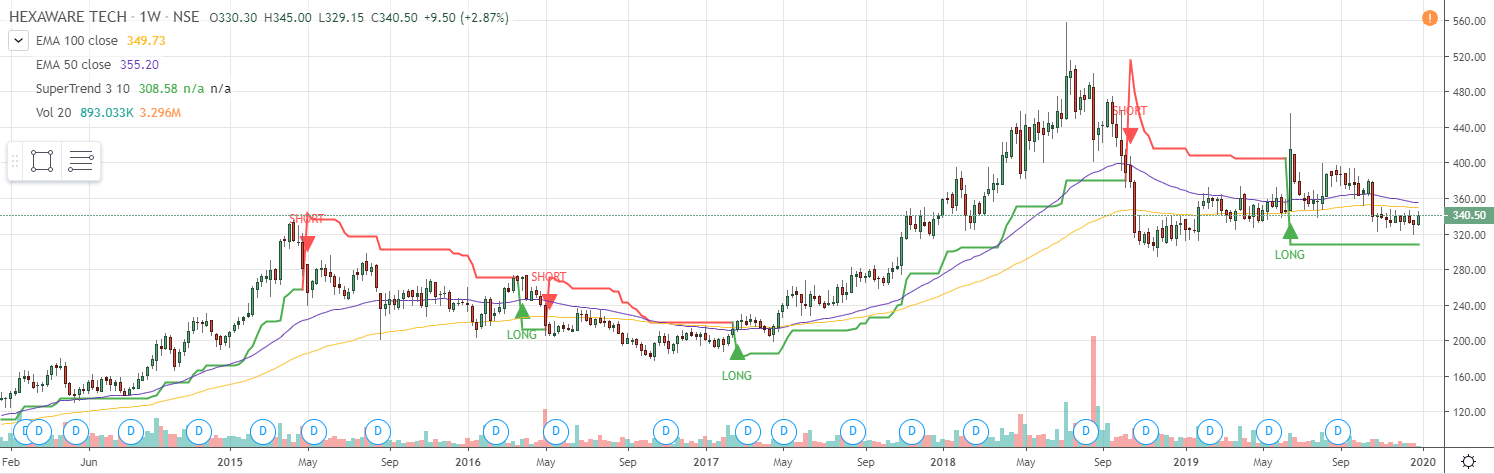 HEXAWARE TECH · 1W · NSE O330.30 H345.00 L329.15 C340.50 +9.50 (+2.87%)
EMA 100 close 349.73
EMA 50 close 355.20
SuperTrend 3 10 308.58 n/a n/a
Vol 20 893.033K 3.296M
560.00
520.00
480.00
440.00
400.00
360.00
340.50
320.00
280.00
240.00
200.00
160.00
120.00
SHORT
SHORT
LONG
SHORT
LONG
SHORT
LONG
D D D D D D D D D D D D D D D D D D D D
Feb Jun 2015 May Sep 2016 May Sep 2017 May Sep 2018 May Sep 2019 May Sep 2020